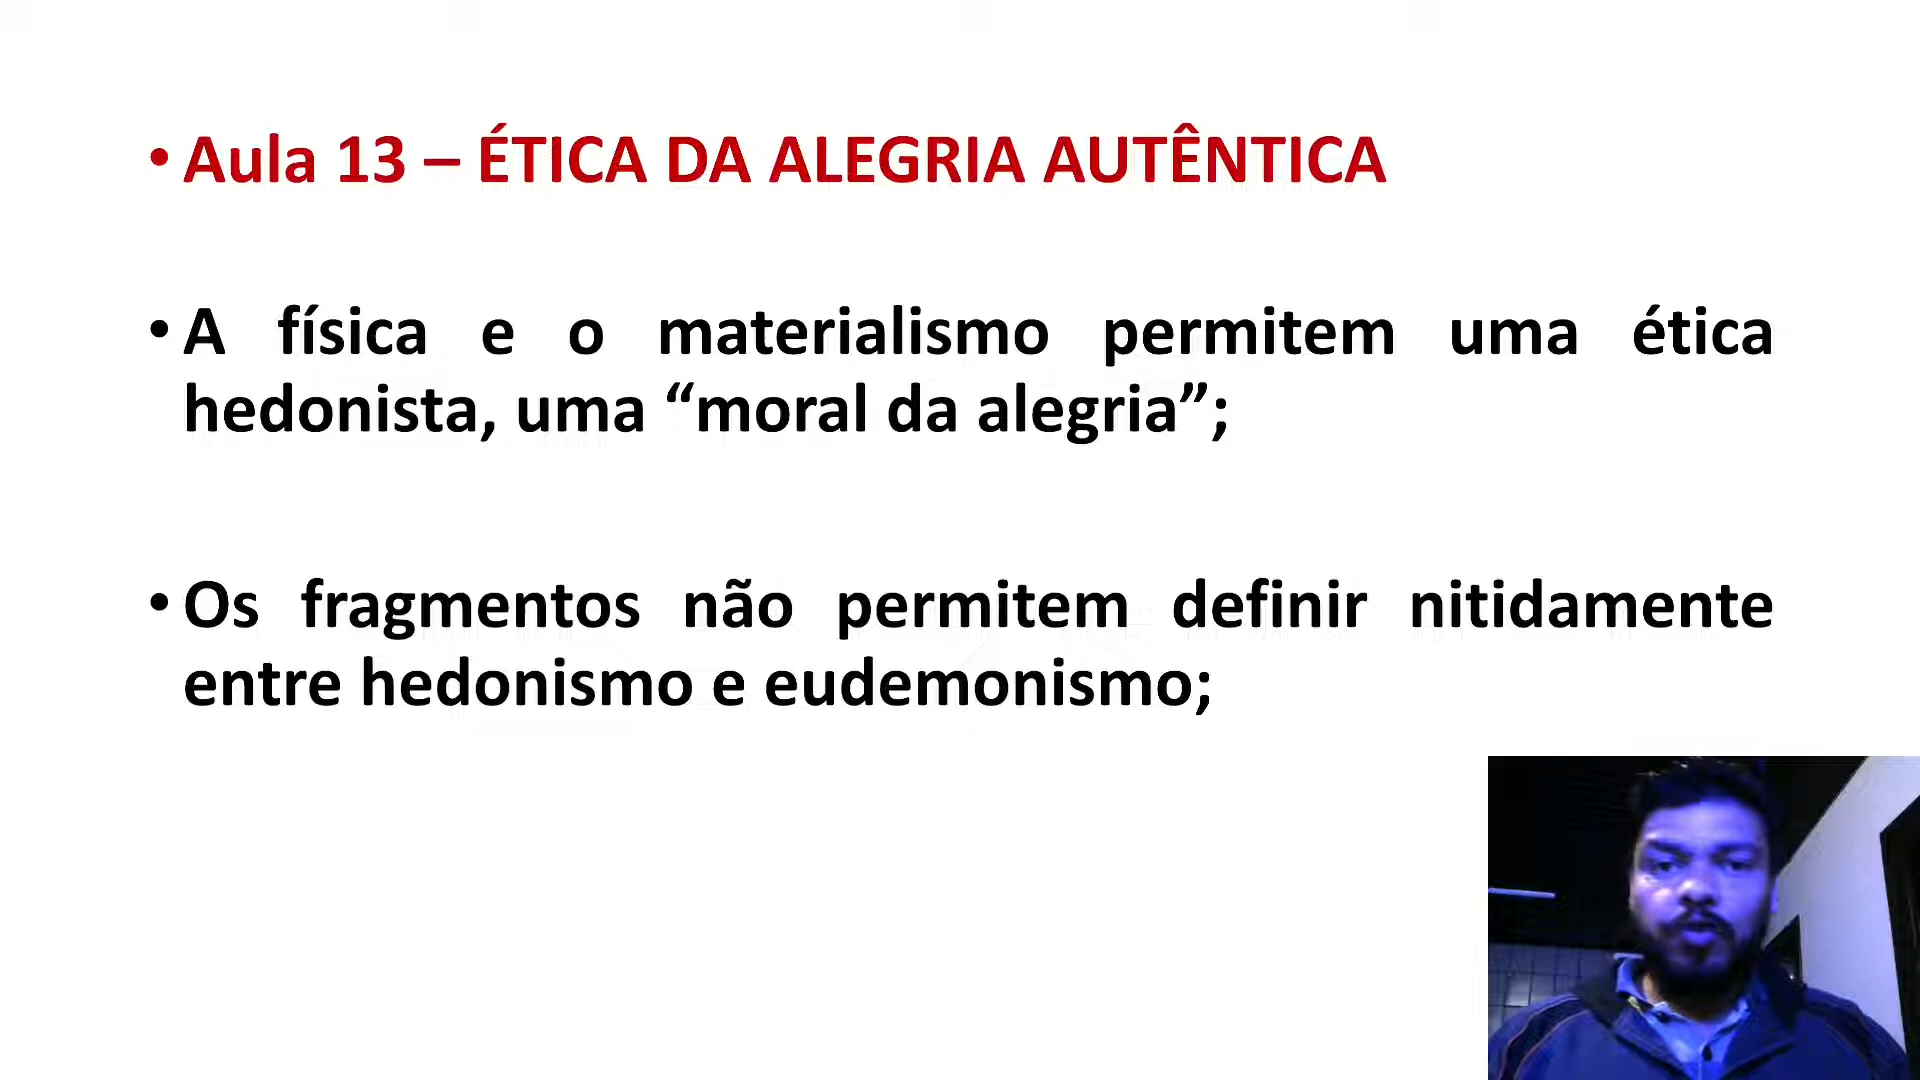 • Aula 13 – ÉTICA DA ALEGRIA AUTÊNTICA
• A física e o materialismo permitem uma ética
hedonista, uma “moral da alegria”;
• Os fragmentos não permitem definir nitidamente
entre hedonismo e eudemonismo;